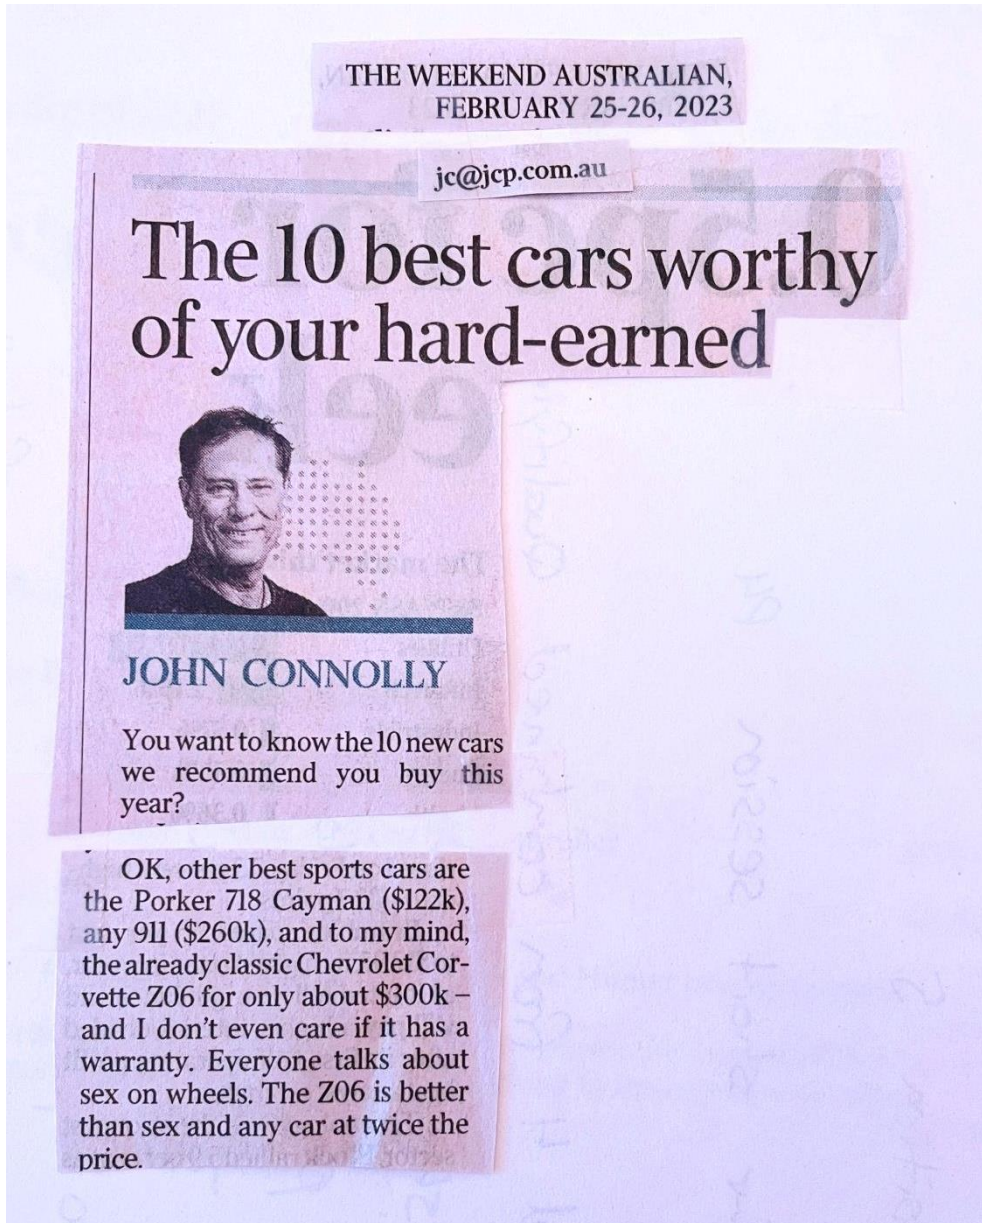 THE WEEKEND AUSTRALIAN,
FEBRUARY 25-26, 2023
jc@jcp.com.au
The 10 best cars worthy
of your hard-earned
JOHN CONNOLLY
You want to know the 10 new cars
we recommend you buy this
year?
OK, other best sports cars are
the Porker 718 Cayman ($122k),
any 911 ($260k), and to my mind,
the already classic Chevrolet Cor-
vette Z06 for only about $300k –
and I don't even care if it has a
warranty. Everyone talks about
sex on wheels. The Z06 is better
than sex and any car at twice the
price.